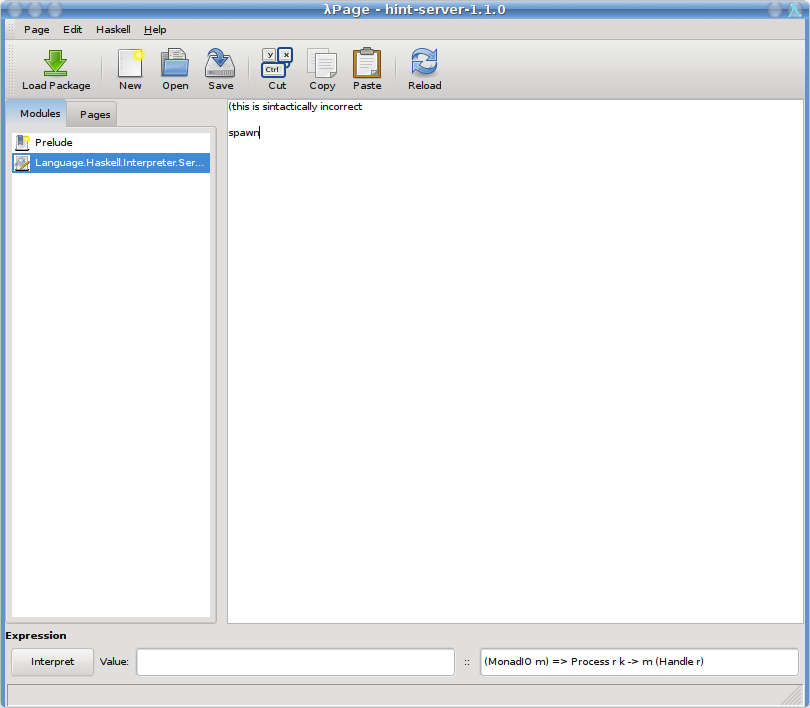 λPage - hint-server-1.1.0
Page Edit Haskell Help
y x
Ctrl
Load Package New Open Save Cut Copy Paste Reload
Modules Pages
Prelude
Language.Haskell.Interpreter.Ser...
(this is sintactically incorrect
spawn
Expression
Interpret Value: :: (MonadIO m) => Process r k -> m (Handle r)